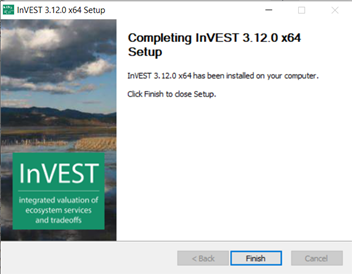 InVEST 3.12.0 x64 Setup
Completing InVEST 3.12.0 x64
Setup
InVEST 3.12.0 x64 has been installed on your computer.
Click Finish to close Setup.
InVEST
integrated valuation of
ecosystem services
and tradeoffs
< Back
Finish
Cancel